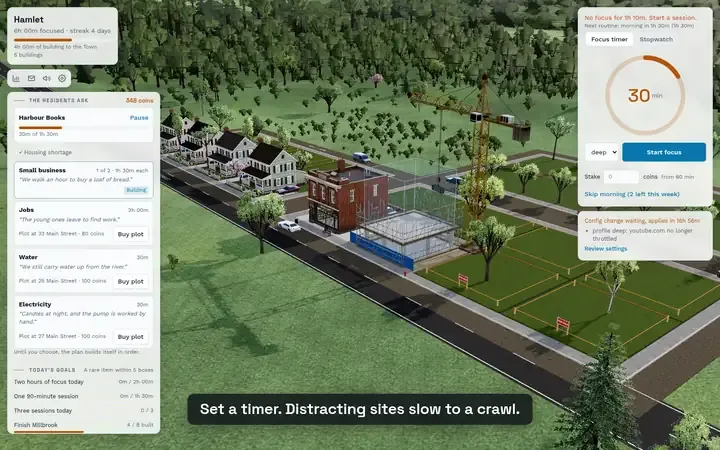 Hamlet
6h 00m focused · streak 4 days
4h 00m of building to the Town
6 buildings
THE RESIDENTS ASK
348 coins
Harbour Books
Pause
30m of 1h 30m
✓ Housing shortage
Small business
1 of 2 · 1h 30m each
"We walk an hour to buy a loaf of bread."
Building
Jobs
2h 00m
"The young ones leave to find work."
Plot at 33 Main Street · 80 coins
Buy plot
Water
30m
"We still carry water up from the river."
Plot at 25 Main Street · 100 coins
Buy plot
Electricity
30m
"Candles at night, and the pump is worked by
hand."
Plot at 27 Main Street · 100 coins
Buy plot
Until you choose, the plan builds itself in order.
TODAY'S GOALS
A rare item within 5 boxes
Two hours of focus today
0m / 2h 00m
One 90-minute session
0m / 1h 30m
Three sessions today
0 / 3
Finish Millbrook
4 / 8 built
No focus for 1h 10m. Start a session.
Next routine: morning in 1h 30m (1h 30m)
Focus timer
Stopwatch
30 min
deep
Start focus
Stake
0
coins
from 60 min
Skip morning (2 left this week)
Config change waiting, applies in 16h 56m
• profile deep: youtube.com no longer
throttled
Review settings
Set a timer. Distracting sites slow to a crawl.